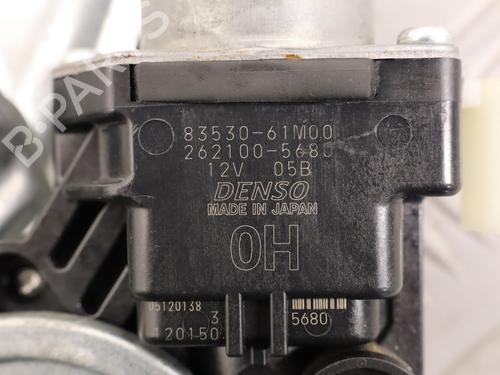 83530-61M00
262100-5680
12V 05B
DENSO
MADE IN JAPAN
0H
05120138
3
5680
120150
B-PARTS